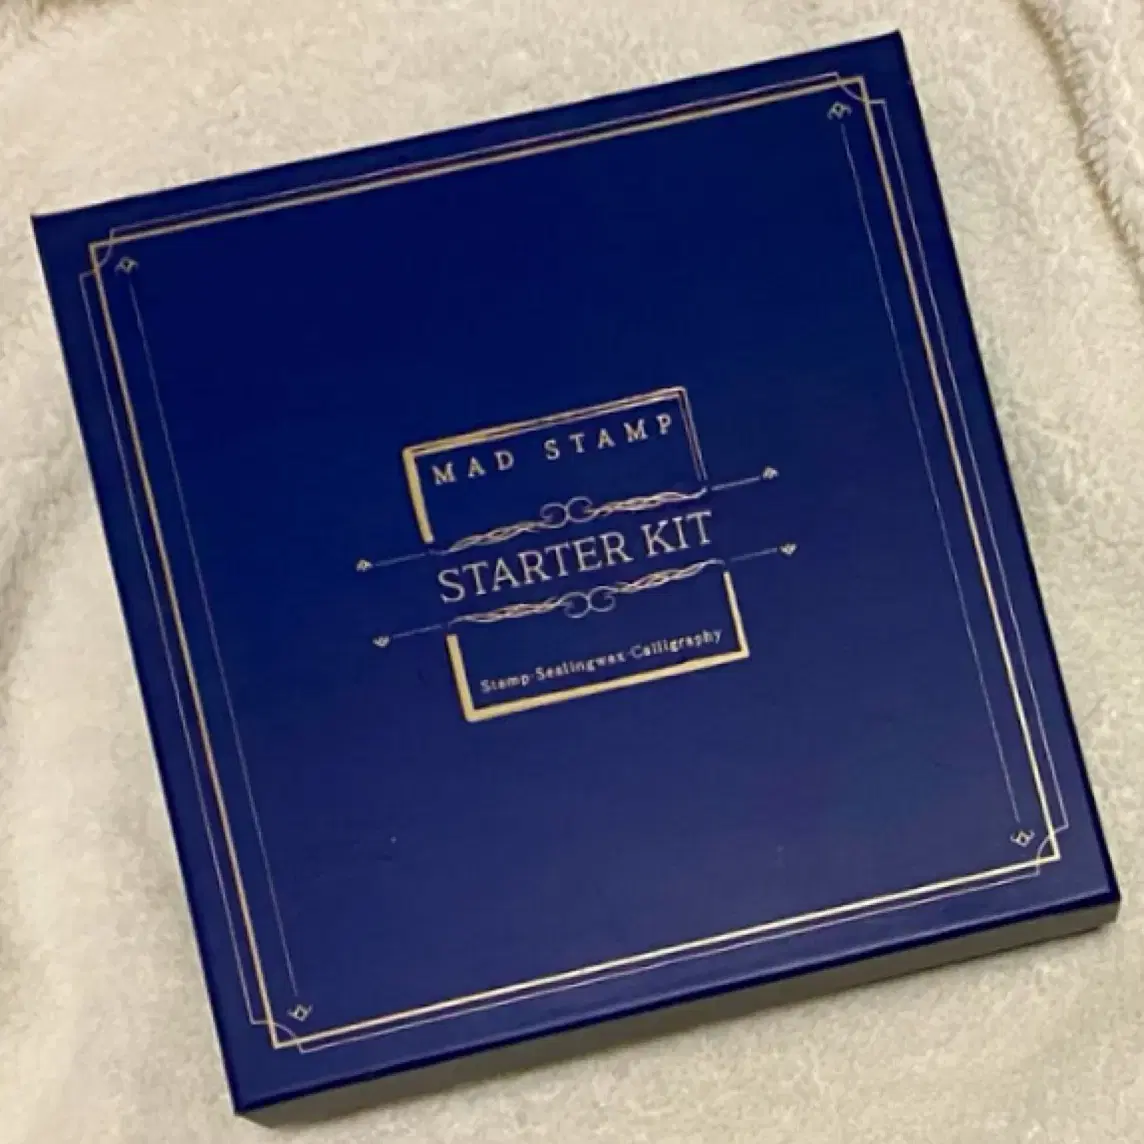 MAD STAMP
STARTER KIT
Stamp·Sealingwax·Calligraphy